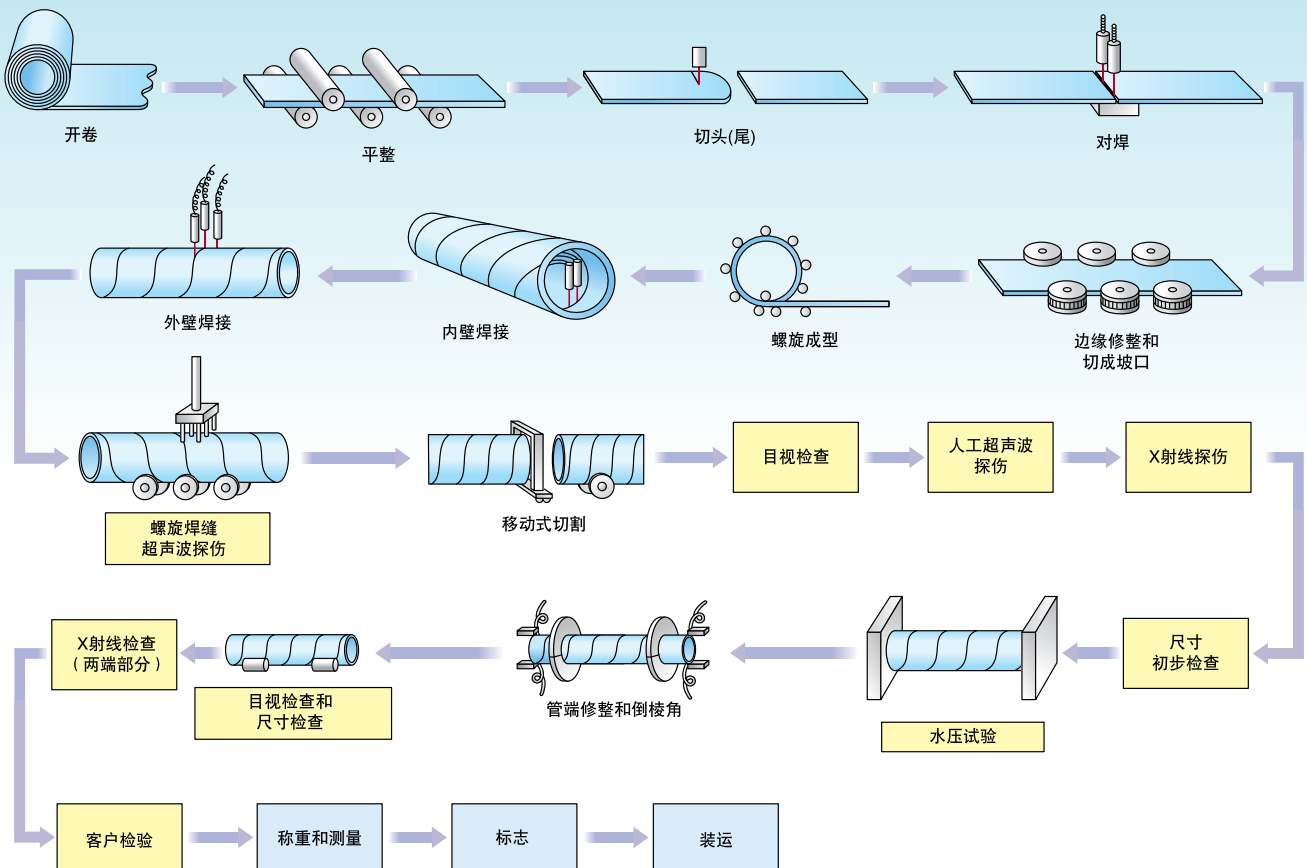 开卷
平整
切头(尾)
对焊
边缘修整和
切成坡口
螺旋成型
内壁焊接
外壁焊接
螺旋焊缝
超声波探伤
移动式切割
目视检查
人工超声波
探伤
X射线探伤
尺寸
初步检查
水压试验
管端修整和倒棱角
目视检查和
尺寸检查
X射线检查
(两端部分)
客户检验
称重和测量
标志
装运